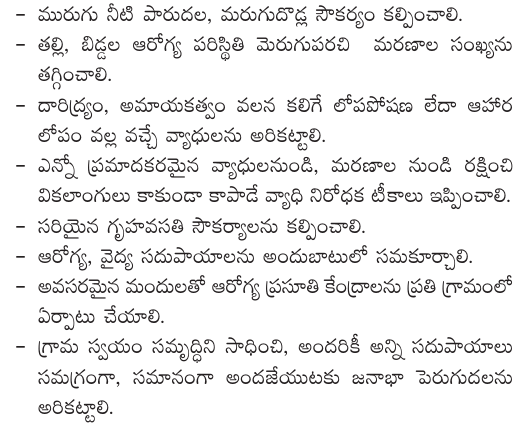 – మురుగు నీటి పారుదల, మరుగుదొడ్ల సౌకర్యం కల్పించాలి.
– తల్లి, బిడ్డల ఆరోగ్య పరిస్థితి మెరుగుపరచి మరణాల సంఖ్యను
తగ్గించాలి.
– దారిద్ర్యం, అమాయకత్వం వలన కలిగే లోపపోషణ లేదా ఆహార
లోపం వల్ల వచ్చే వ్యాధులను అరికట్టాలి.
– ఎన్నో ప్రమాదకరమైన వ్యాధులనుండి, మరణాల నుండి రక్షించి
వికలాంగులు కాకుండా కాపాడే వ్యాధి నిరోధక టీకాలు ఇప్పించాలి.
– సరియైన గృహవసతి సౌకర్యాలను కల్పించాలి.
– ఆరోగ్య, వైద్య సదుపాయాలను అందుబాటులో సమకూర్చాలి.
– అవసరమైన మందులతో ఆరోగ్య ప్రసూతి కేంద్రాలను ప్రతి గ్రామంలో
ఏర్పాటు చేయాలి.
– గ్రామ స్వయం సమృద్ధిని సాధించి, అందరికీ అన్ని సదుపాయాలు
సమగ్రంగా, సమానంగా అందజేయుటకు జనాభా పెరుగుదలను
అరికట్టాలి.